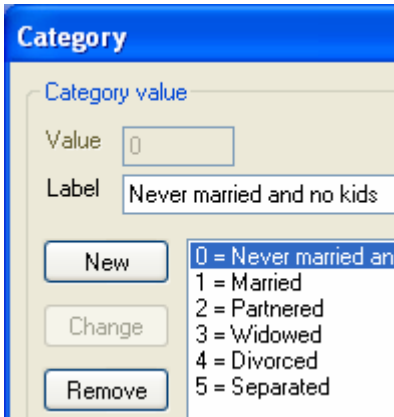 Category
Category value
Value 0
Label Never married and no kids
New
Change
Remove
0 = Never married an
1 = Married
2 = Partnered
3 = Widowed
4 = Divorced
5 = Separated